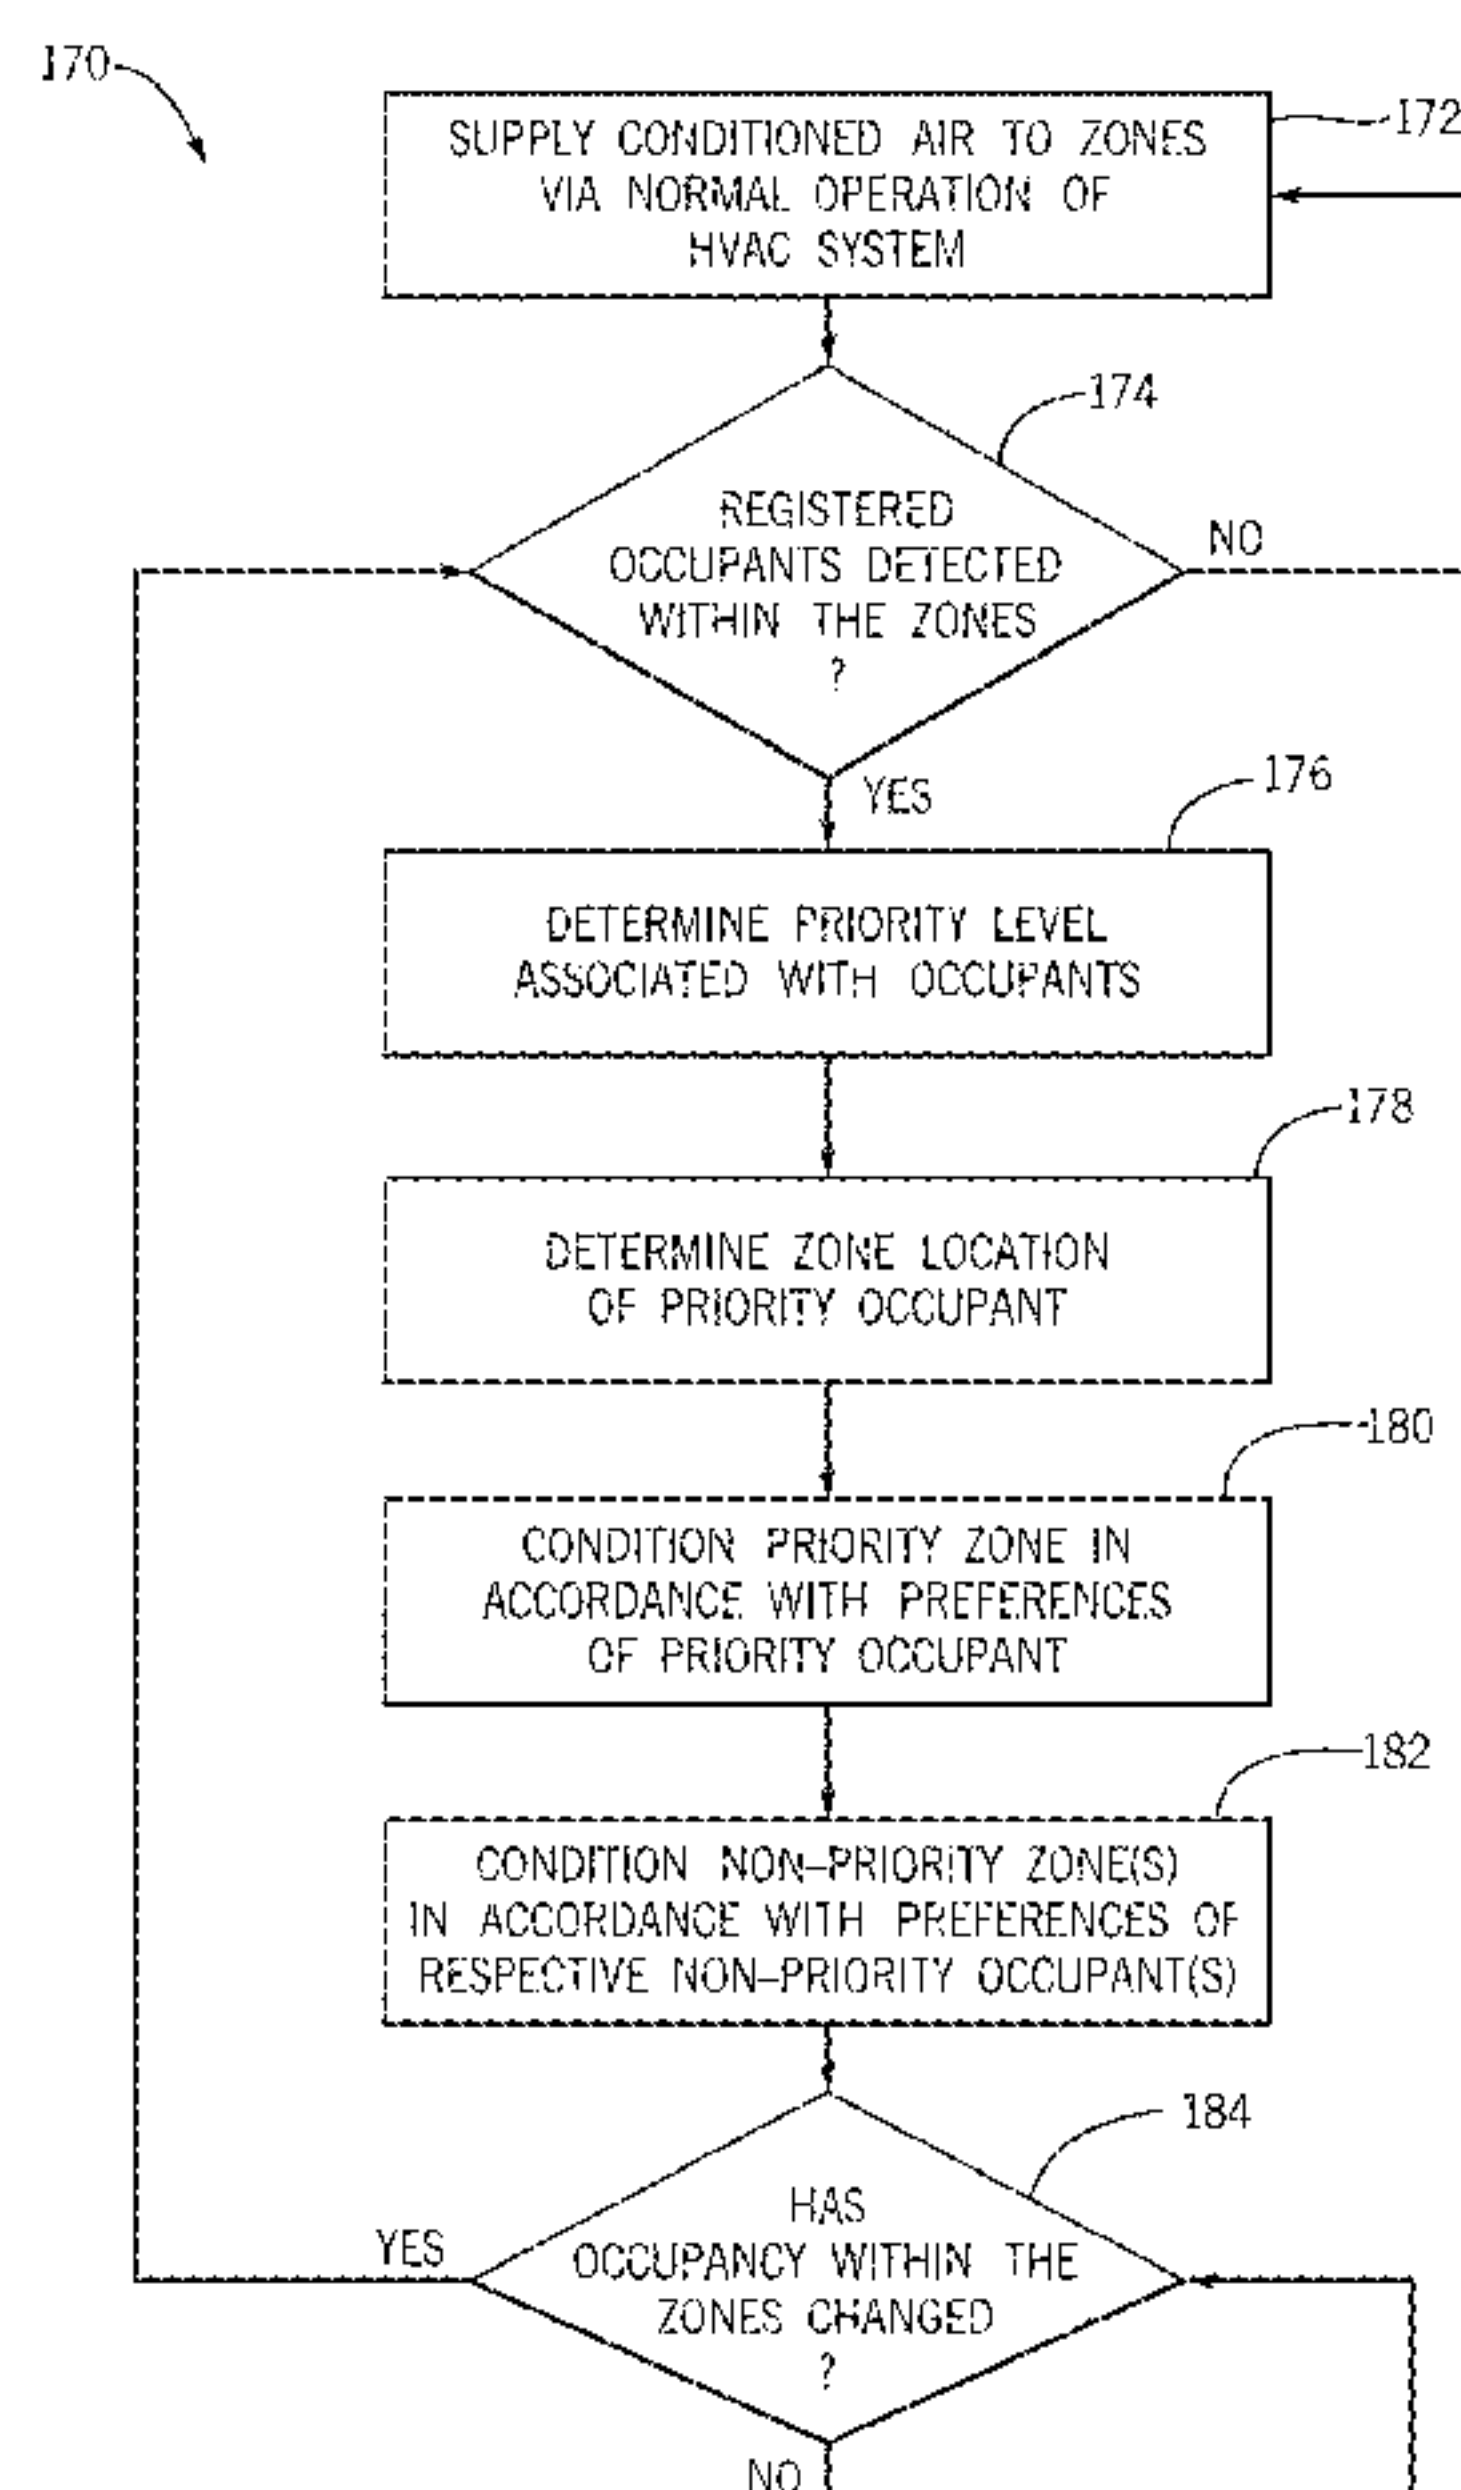 170
172
SUPPLY CONDITIONED AIR TO ZONES
VIA NORMAL OPERATION OF
HVAC SYSTEM
174
REGISTERED
OCCUPANTS DETECTED
WITHIN THE ZONES
?
NO
YES
176
DETERMINE PRIORITY LEVEL
ASSOCIATED WITH OCCUPANTS
178
DETERMINE ZONE LOCATION
OF PRIORITY OCCUPANT
180
CONDITION PRIORITY ZONE IN
ACCORDANCE WITH PREFERENCES
OF PRIORITY OCCUPANT
182
CONDITION NON-PRIORITY ZONE(S)
IN ACCORDANCE WITH PREFERENCES OF
RESPECTIVE NON-PRIORITY OCCUPANT(S)
184
HAS
OCCUPANCY WITHIN THE
ZONES CHANGED
?
YES
NO